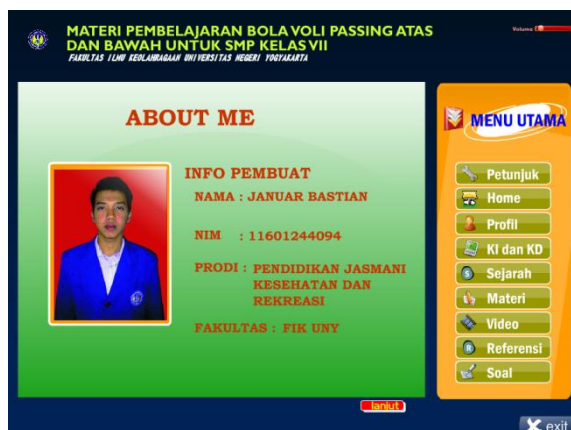 MATERI PEMBELAJARAN BOLA VOLI PASSING ATAS
DAN BAWAH UNTUK SMP KELAS VII
FAKULTAS ILMU KEOLAHRAGAAN UNIVERSITAS NEGERI YOGYAKARTA
Volume
ABOUT ME
INFO PEMBUAT
NAMA : JANUAR BASTIAN
NIM : 11601244094
PRODI : PENDIDIKAN JASMANI
KESEHATAN DAN
REKREASI
FAKULTAS : FIK UNY
MENU UTAMA
Petunjuk
Home
Profil
KI dan KD
Sejarah
Materi
Video
Referensi
Soal
lanjut
exit